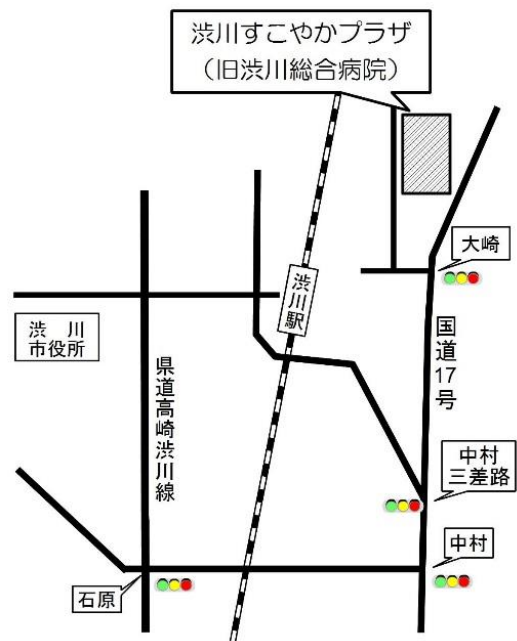 渋川すこやかプラザ
（旧渋川総合病院）
大崎
渋川駅
渋川
市役所
国道17号
県道高崎渋川線
中村
三差路
中村
石原